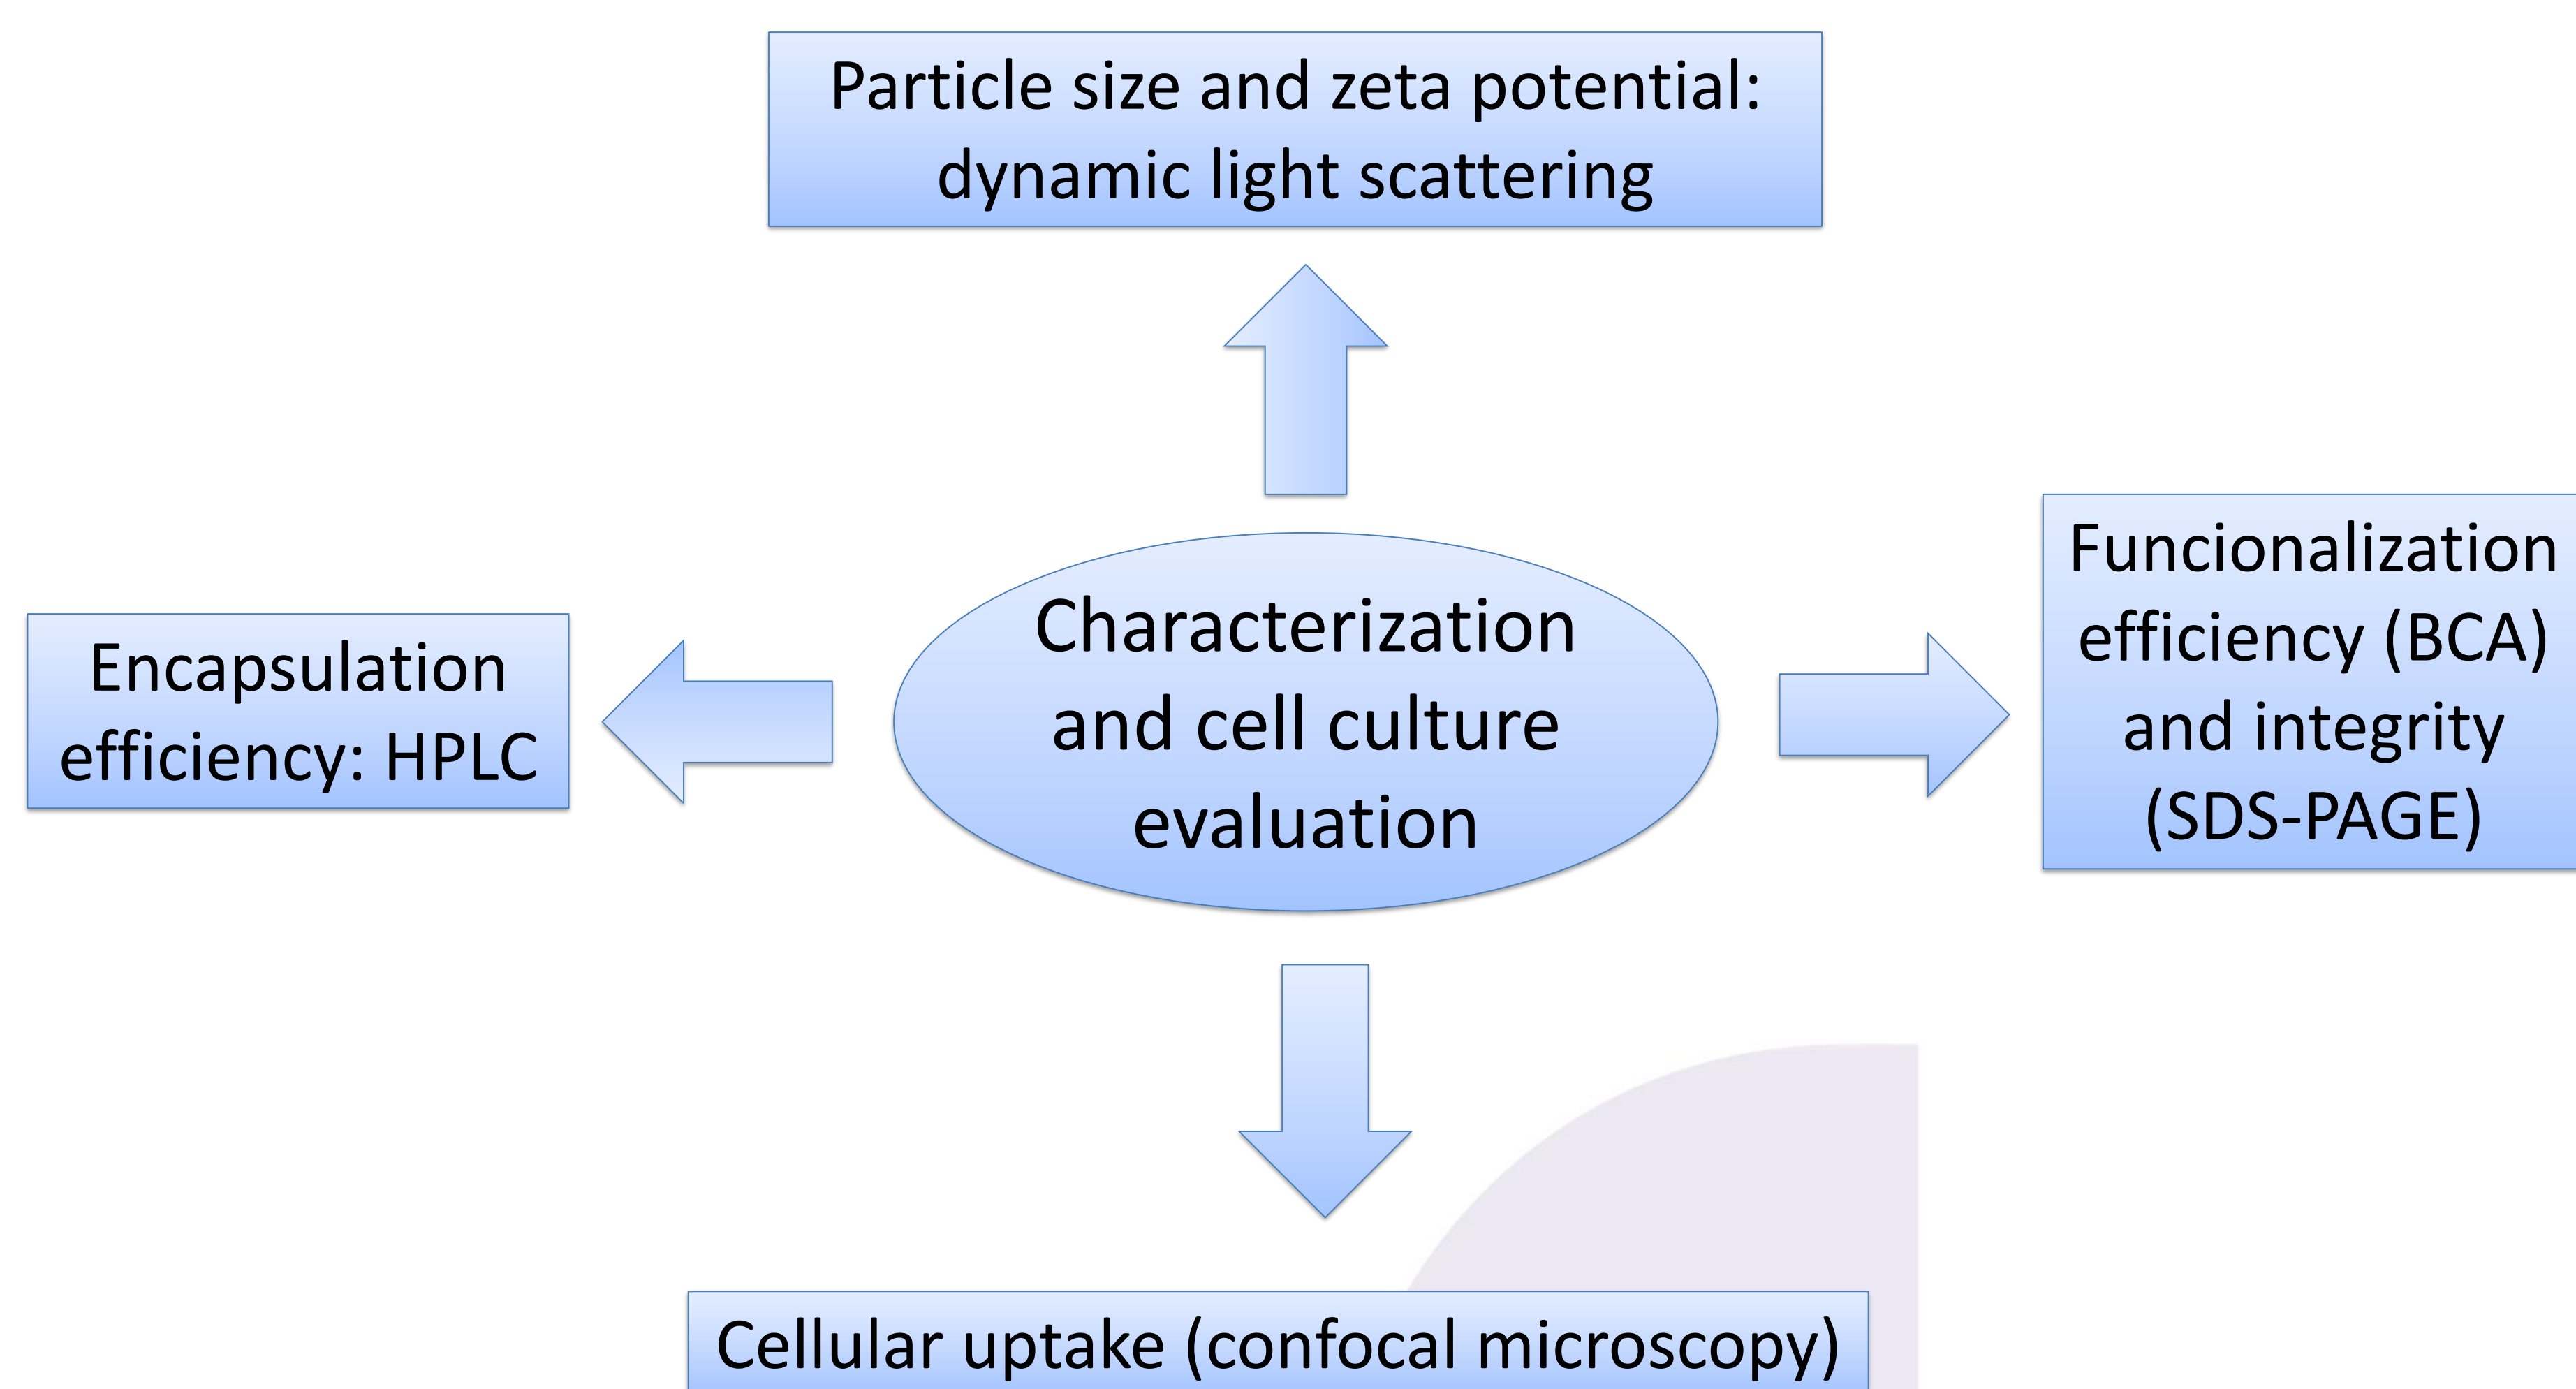 Particle size and zeta potential:
dynamic light scattering
Encapsulation
efficiency: HPLC
Characterization
and cell culture
evaluation
Funcionalization
efficiency (BCA)
and integrity
(SDS-PAGE)
Cellular uptake (confocal microscopy)